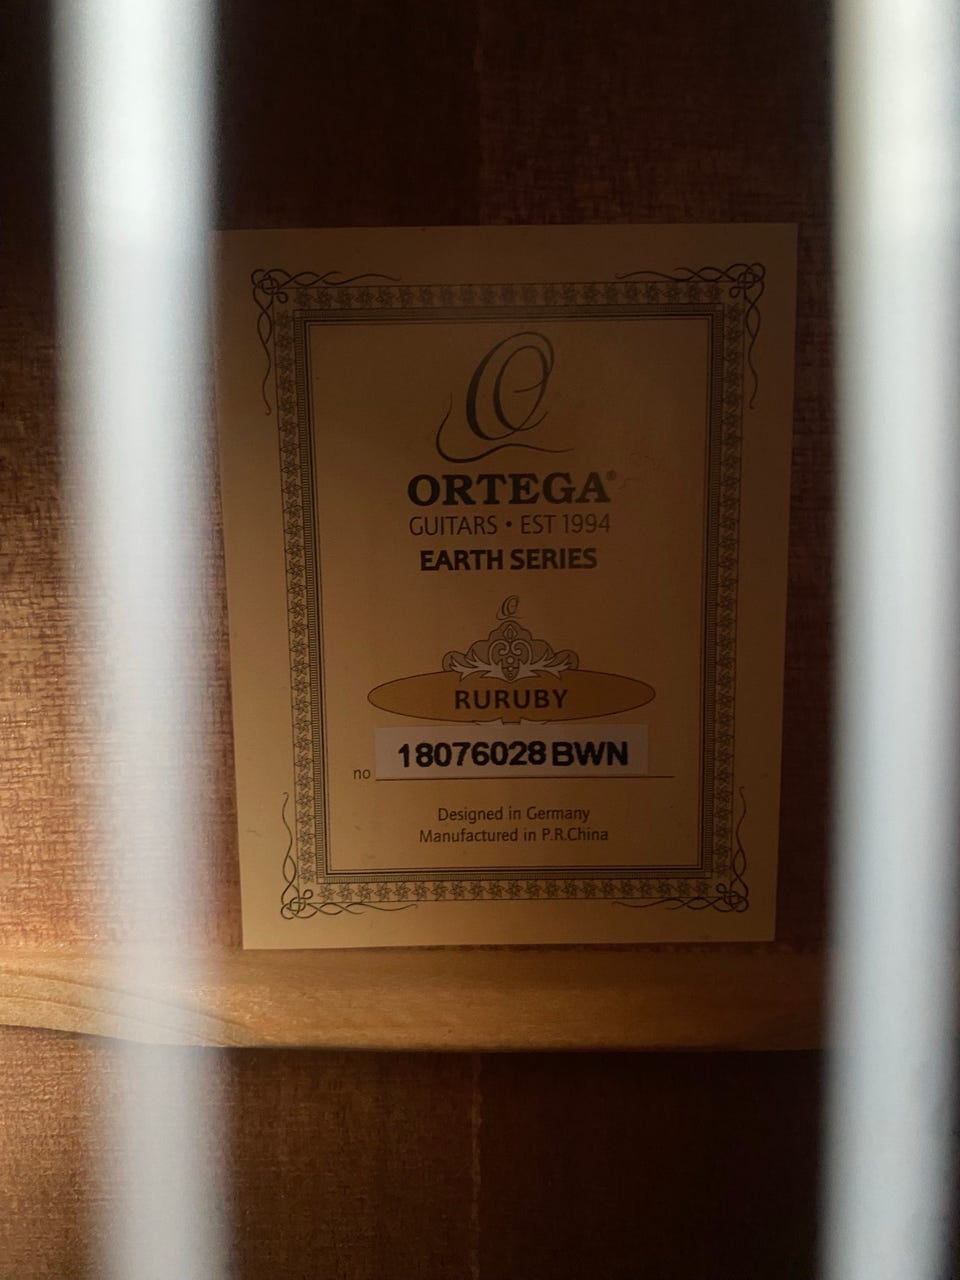 ORTEGA®
GUITARS • EST 1994
EARTH SERIES
RURUBY
no 18076028 BWN
Designed in Germany
Manufactured in P.R.China